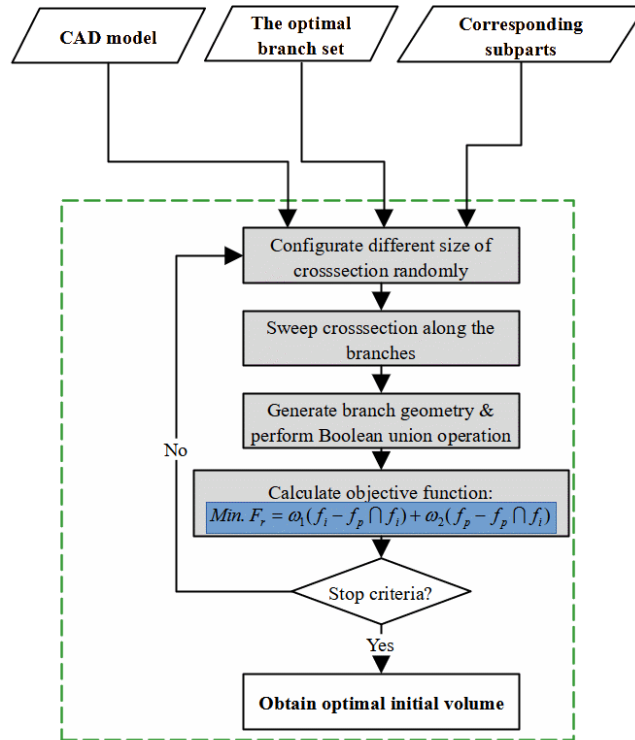 CAD model
The optimal
branch set
Corresponding
subparts
Configurate different size of
crosssection randomly
Sweep crosssection along the
branches
Generate branch geometry &
perform Boolean union operation
No
Calculate objective function:
Min. F_r = ω_1(f_i − f_p ⋂ f_i) + ω_2(f_p − f_p ⋂ f_i)
Stop criteria?
Yes
Obtain optimal initial volume